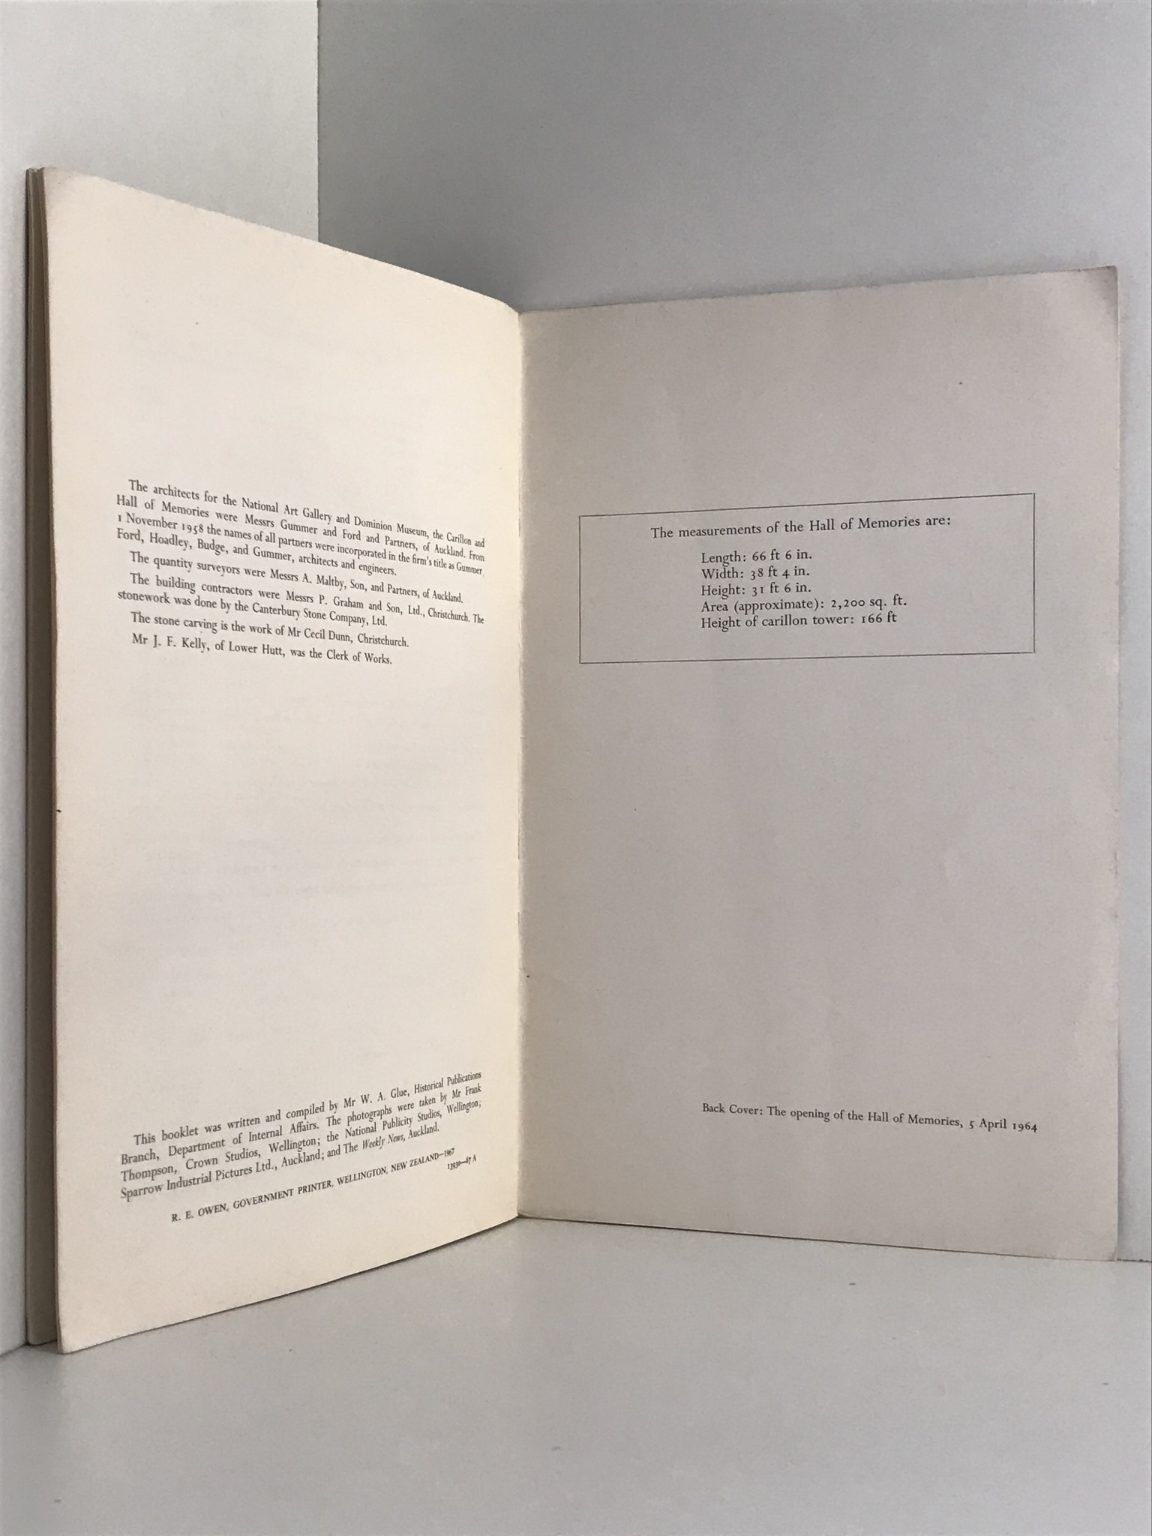 The architects for the National Art Gallery and Dominion Museum, the Carillon and
Hall of Memories were Messrs Gummer and Ford and Partners, of Auckland. From
1 November 1958 the names of all partners were incorporated in the firm's title as Gummer
Ford, Hoadley, Budge, and Gummer, architects and engineers.
The quantity surveyors were Messrs A. Maltby, Son, and Partners, of Auckland.
The building contractors were Messrs P. Graham and Son, Ltd., Christchurch. The
stonework was done by the Canterbury Stone Company, Ltd.
The stone carving is the work of Mr Cecil Dunn, Christchurch.
Mr J. F. Kelly, of Lower Hutt, was the Clerk of Works.
This booklet was written and compiled by Mr W. A. Glue, Historical Publications
Branch, Department of Internal Affairs. The photographs were taken by Mr Frank
Thompson, Crown Studios, Wellington; the National Publicity Studios, Wellington;
Sparrow Industrial Pictures Ltd., Auckland; and The Weekly News, Auckland.
R. E. OWEN, GOVERNMENT PRINTER, WELLINGTON, NEW ZEALAND—1967
The measurements of the Hall of Memories are:
Length: 66 ft 6 in.
Width: 38 ft 4 in.
Height: 31 ft 6 in.
Area (approximate): 2,200 sq. ft.
Height of carillon tower: 166 ft
Back Cover: The opening of the Hall of Memories, 5 April 1964